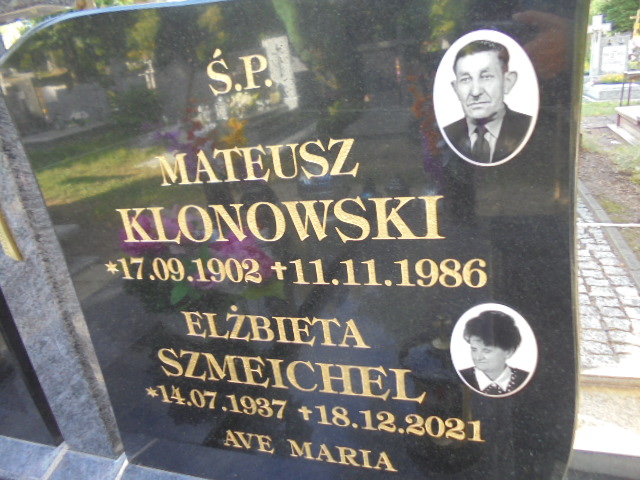 Ś.P.
MATEUSZ
KLONOWSKI
*17.09.1902 +11.11.1986
ELŻBIETA
SZMEICHEL
*14.07.1937 +18.12.2021
AVE MARIA